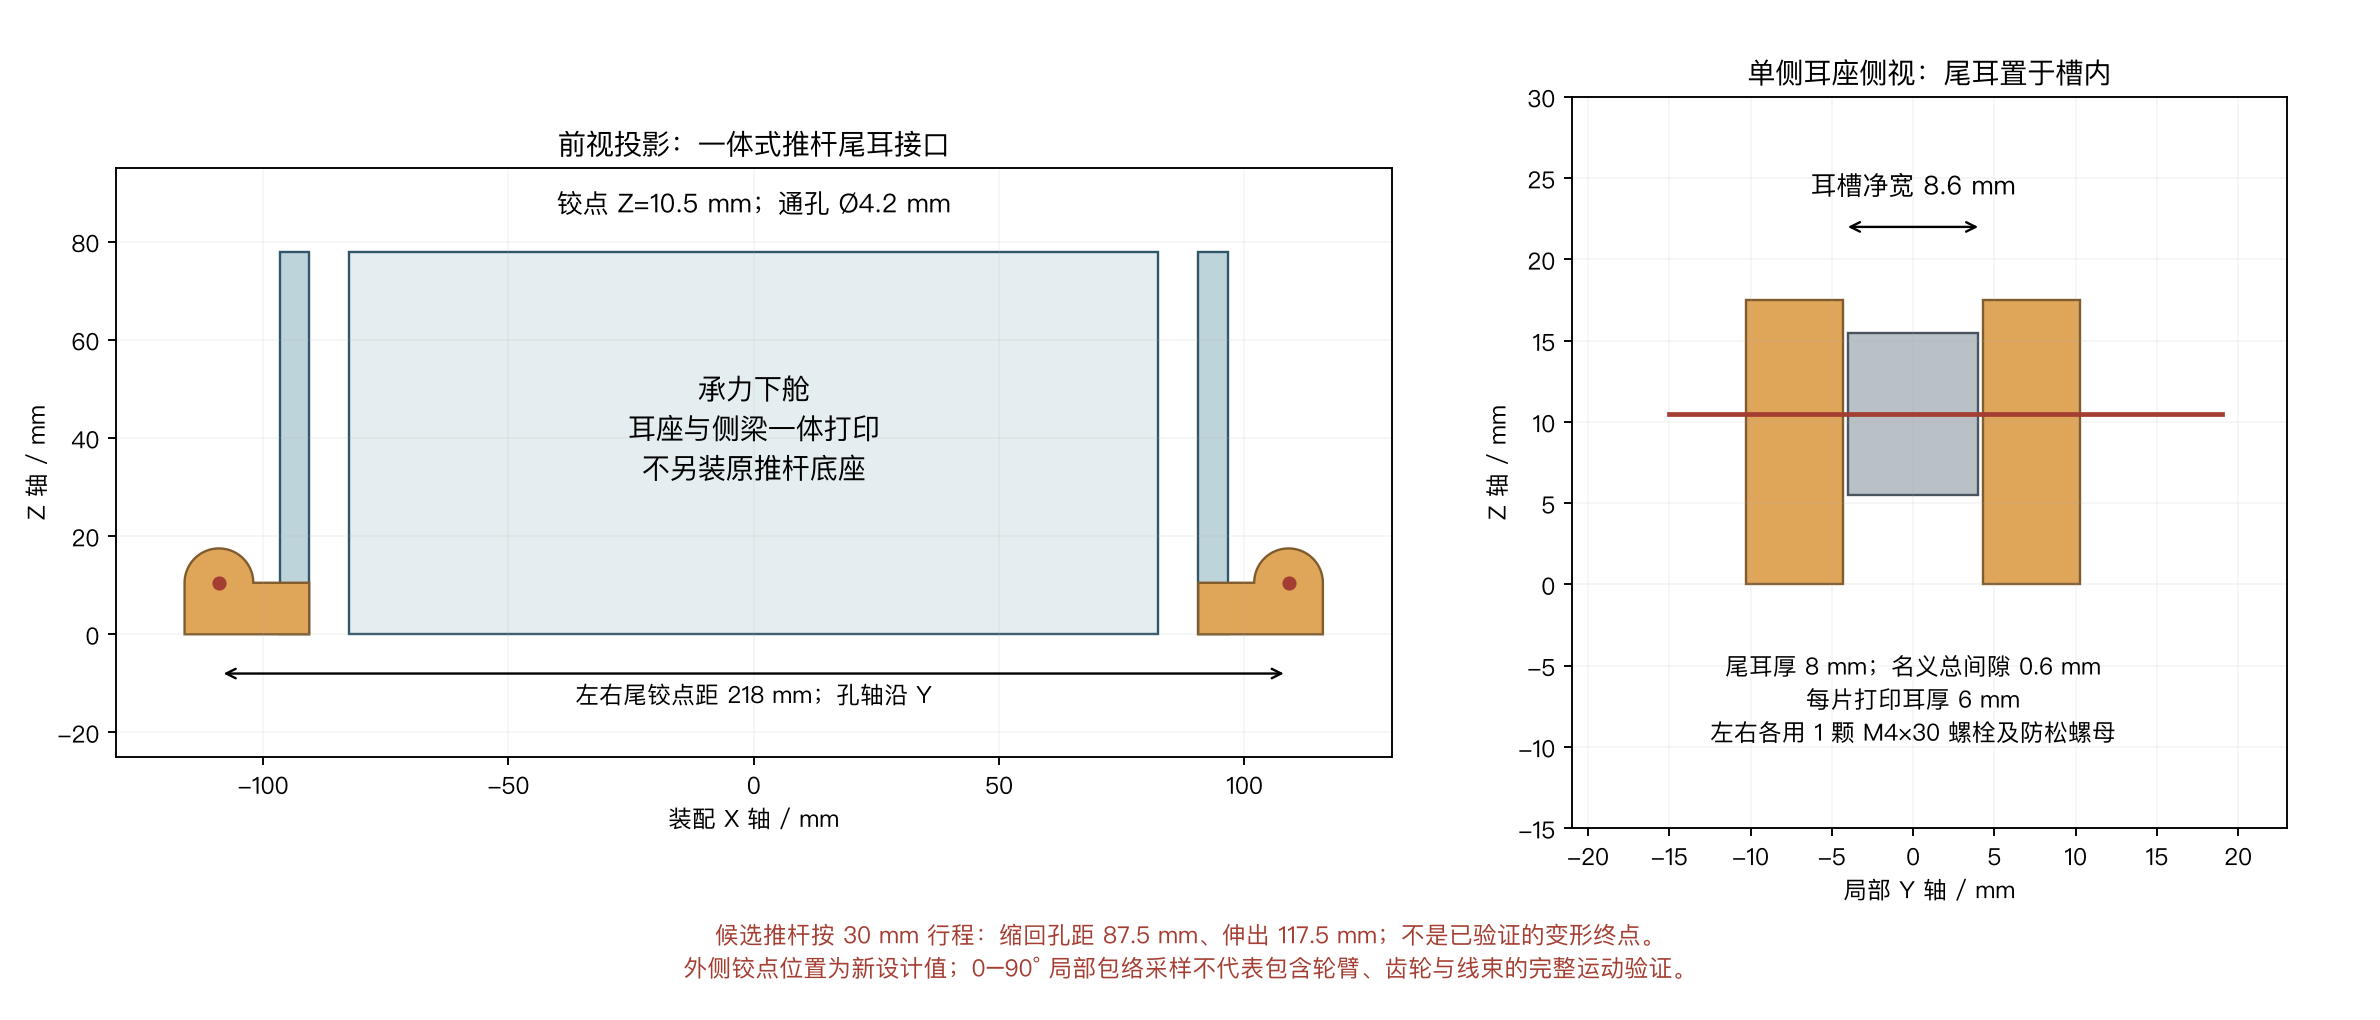 前视投影：一体式推杆尾耳接口
铰点 Z=10.5 mm；通孔 Ø4.2 mm
承力下舱
耳座与侧梁一体打印
不另装原推杆底座
左右尾铰点距 218 mm；孔轴沿 Y
80
60
40
20
0
−20
Z 轴 / mm
−100
−50
0
50
100
装配 X 轴 / mm
单侧耳座侧视：尾耳置于槽内
耳槽净宽 8.6 mm
尾耳厚 8 mm；名义总间隙 0.6 mm
每片打印耳厚 6 mm
左右各用 1 颗 M4×30 螺栓及防松螺母
30
25
20
15
10
5
0
−5
−10
−15
Z 轴 / mm
−20
−15
−10
−5
0
5
10
15
20
局部 Y 轴 / mm
候选推杆按 30 mm 行程：缩回孔距 87.5 mm、伸出 117.5 mm；不是已验证的变形终点。
外侧铰点位置为新设计值；0—90° 局部包络采样不代表包含轮臂、齿轮与线束的完整运动验证。